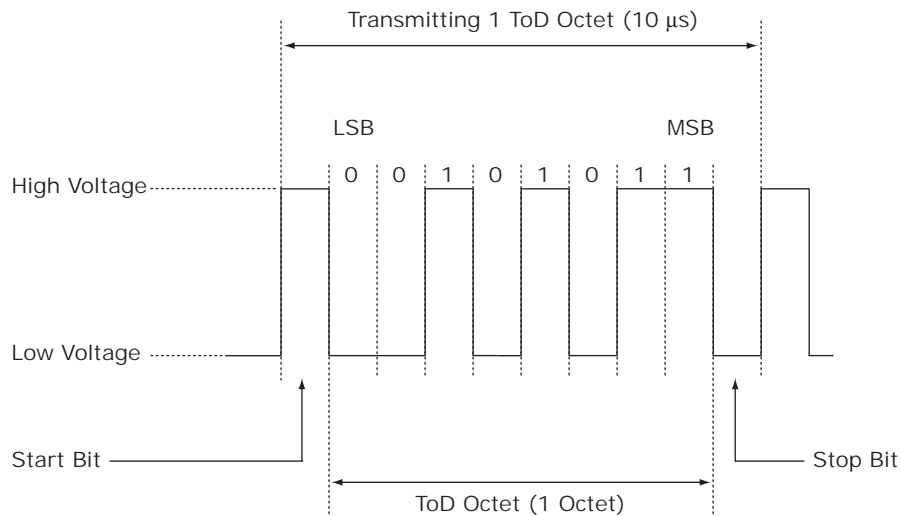 Transmitting 1 ToD Octet (10 μs)
LSB MSB
0 0 1 0 1 0 1 1
High Voltage
Low Voltage
Start Bit
Stop Bit
ToD Octet (1 Octet)